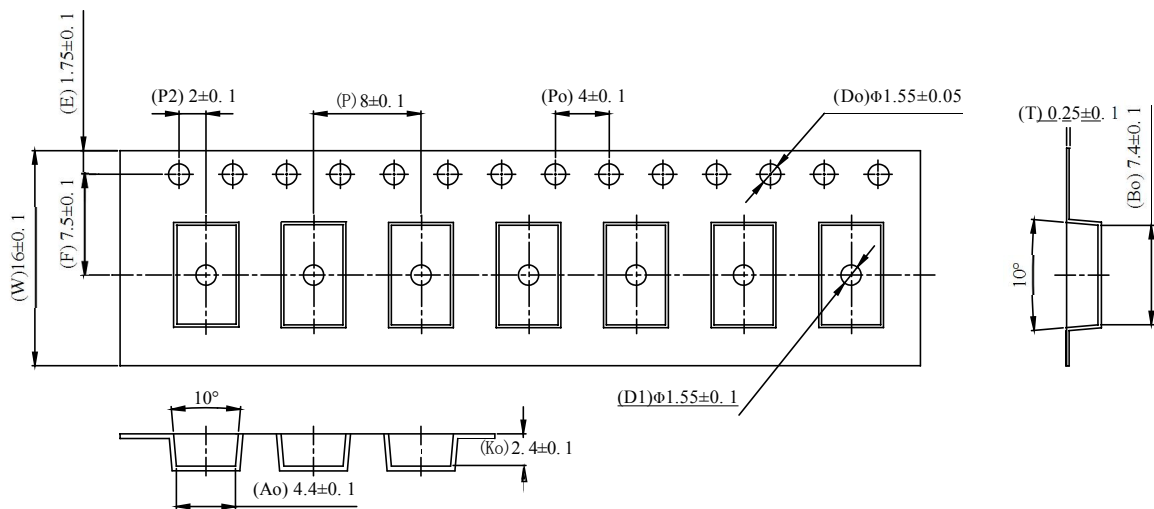 (E) 1.75±0.1
(P2) 2±0.1
(P) 8±0.1
(Po) 4±0.1
(Do)Φ1.55±0.05
(T) 0.25±0.1
(Bo) 7.4±0.1
(F) 7.5±0.1
(W)16±0.1
10°
(D1)Φ1.55±0.1
10°
(Ko)2.4±0.1
(Ao) 4.4±0.1